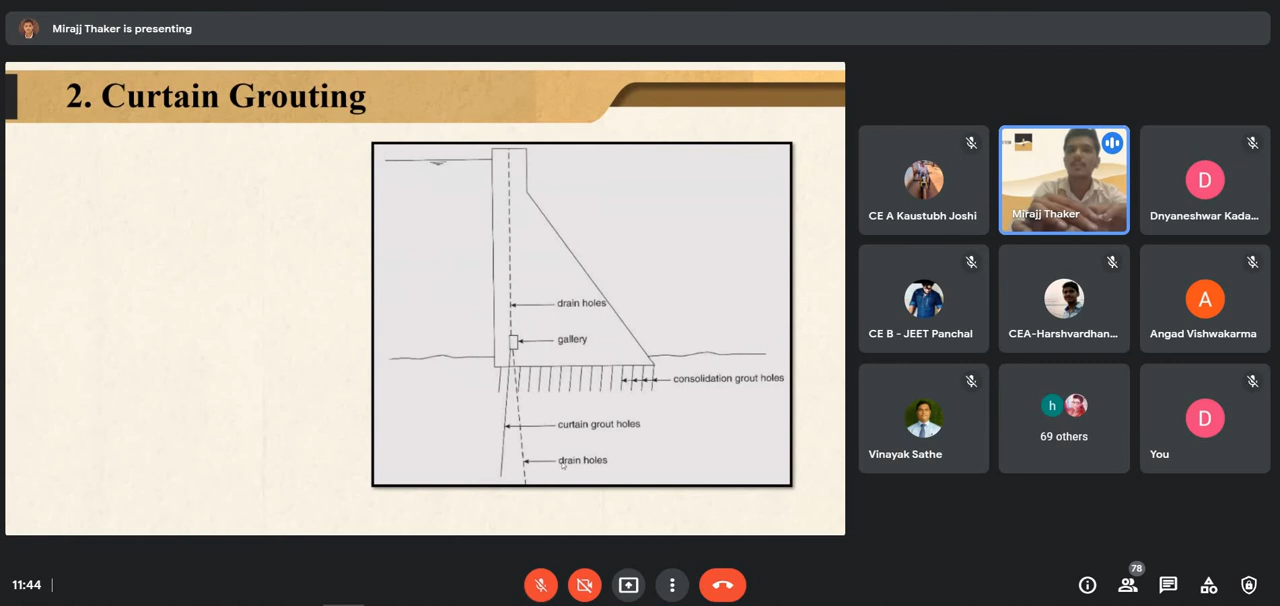 Mirajj Thaker is presenting
2. Curtain Grouting
drain holes
gallery
consolidation grout holes
curtain grout holes
drain holes
CE A Kaustubh Joshi
Mirajj Thaker
D
Dnyaneshwar Kada...
CE B - JEET Panchal
CEA-Harshvardhan...
A
Angad Vishwakarma
Vinayak Sathe
h
69 others
D
You
11:44
78